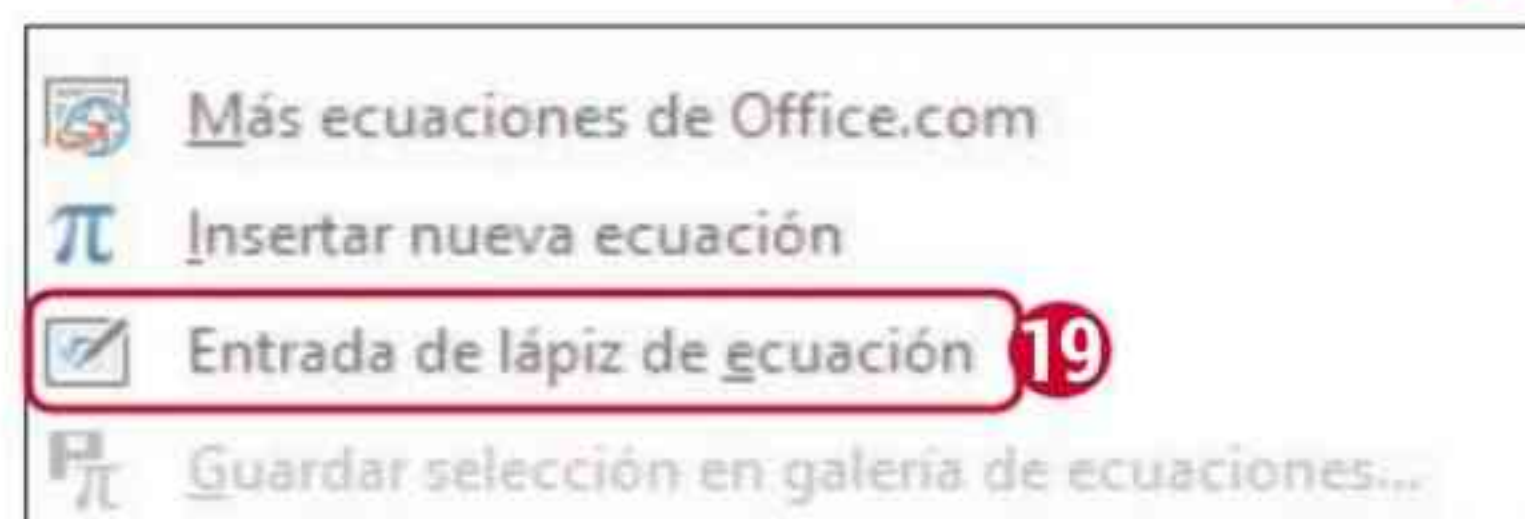 Más ecuaciones de Office.com
π Insertar nueva ecuación
Entrada de lápiz de ecuación 19
Guardar selección en galería de ecuaciones...